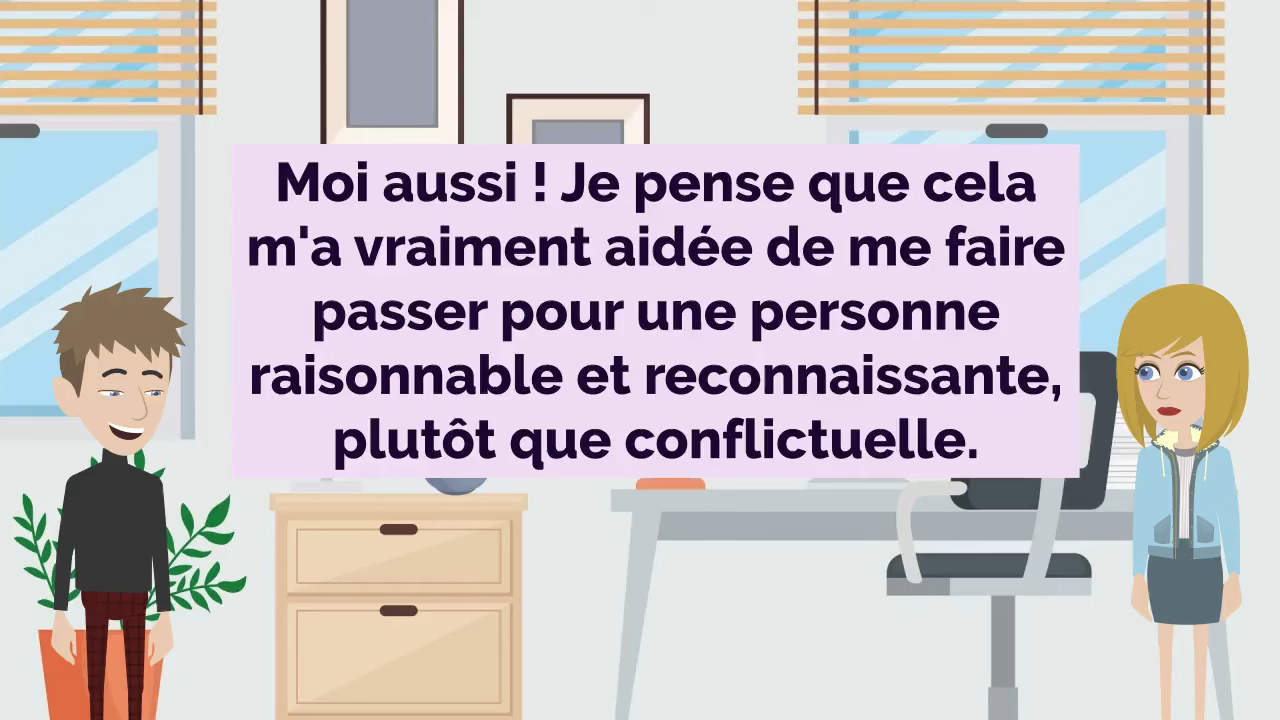 Moi aussi ! Je pense que cela
m'a vraiment aidée de me faire
passer pour une personne
raisonnable et reconnaissante,
plutôt que conflictuelle.